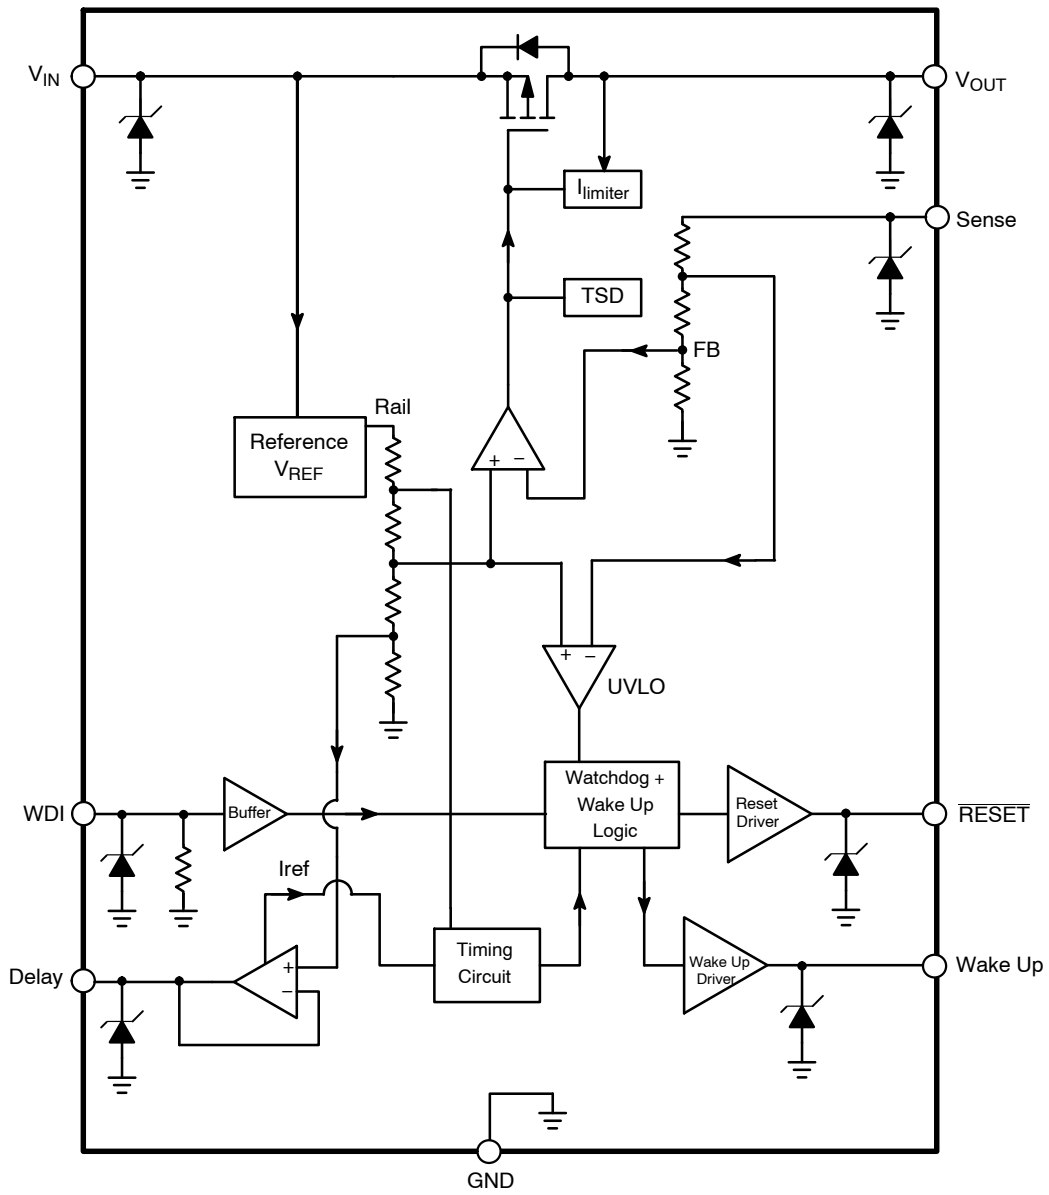 VIN
VOUT
Ilimiter
Sense
TSD
FB
Rail
Reference
VREF
+ −
+ −
UVLO
Watchdog +
Wake Up
Logic
WDI
Buffer
Reset
Driver
RESET
Iref
Delay
+
−
Timing
Circuit
Wake Up
Driver
Wake Up
GND